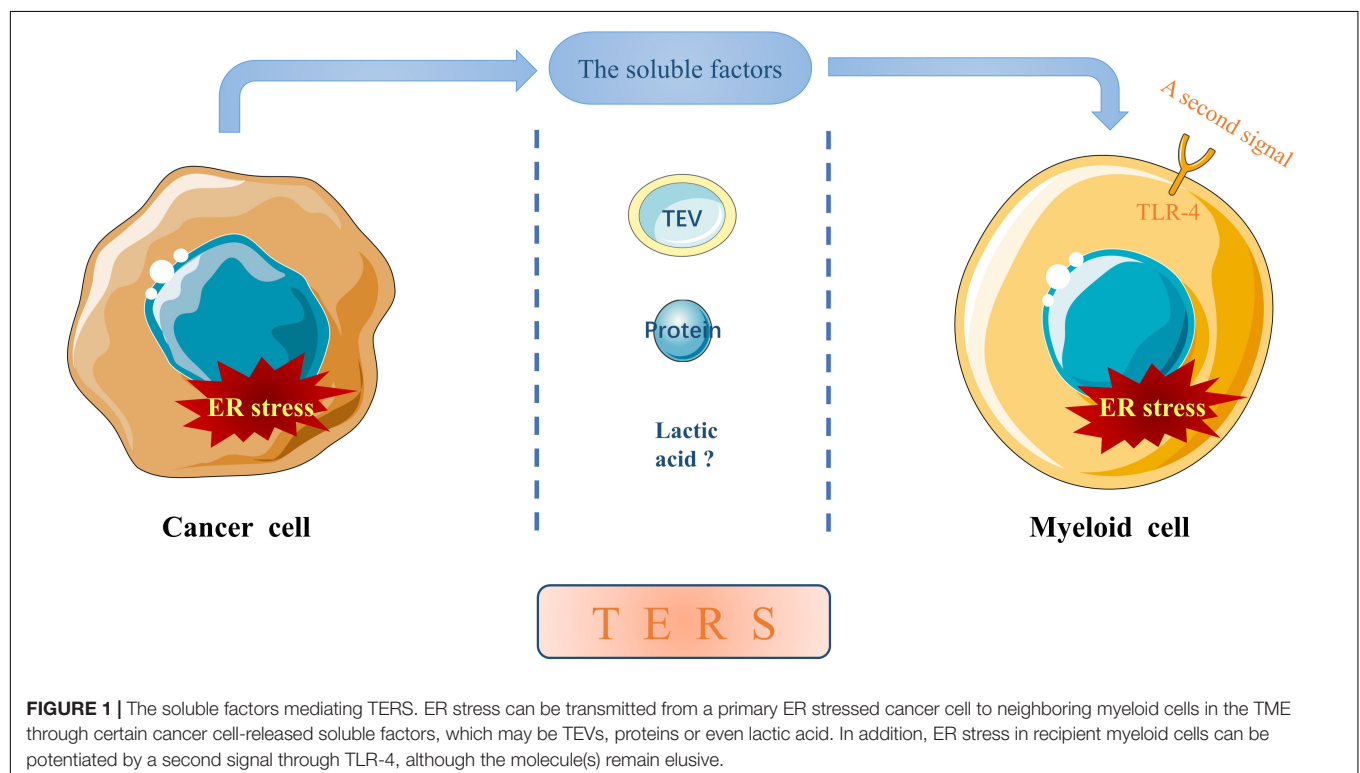 The soluble factors
A second signal
TLR-4
TEV
Protein
Lactic
acid ?
ER stress
ER stress
Cancer cell
Myeloid cell
T E R S
FIGURE 1 | The soluble factors mediating TERS. ER stress can be transmitted from a primary ER stressed cancer cell to neighboring myeloid cells in the TME
through certain cancer cell-released soluble factors, which may be TEVs, proteins or even lactic acid. In addition, ER stress in recipient myeloid cells can be
potentiated by a second signal through TLR-4, although the molecule(s) remain elusive.